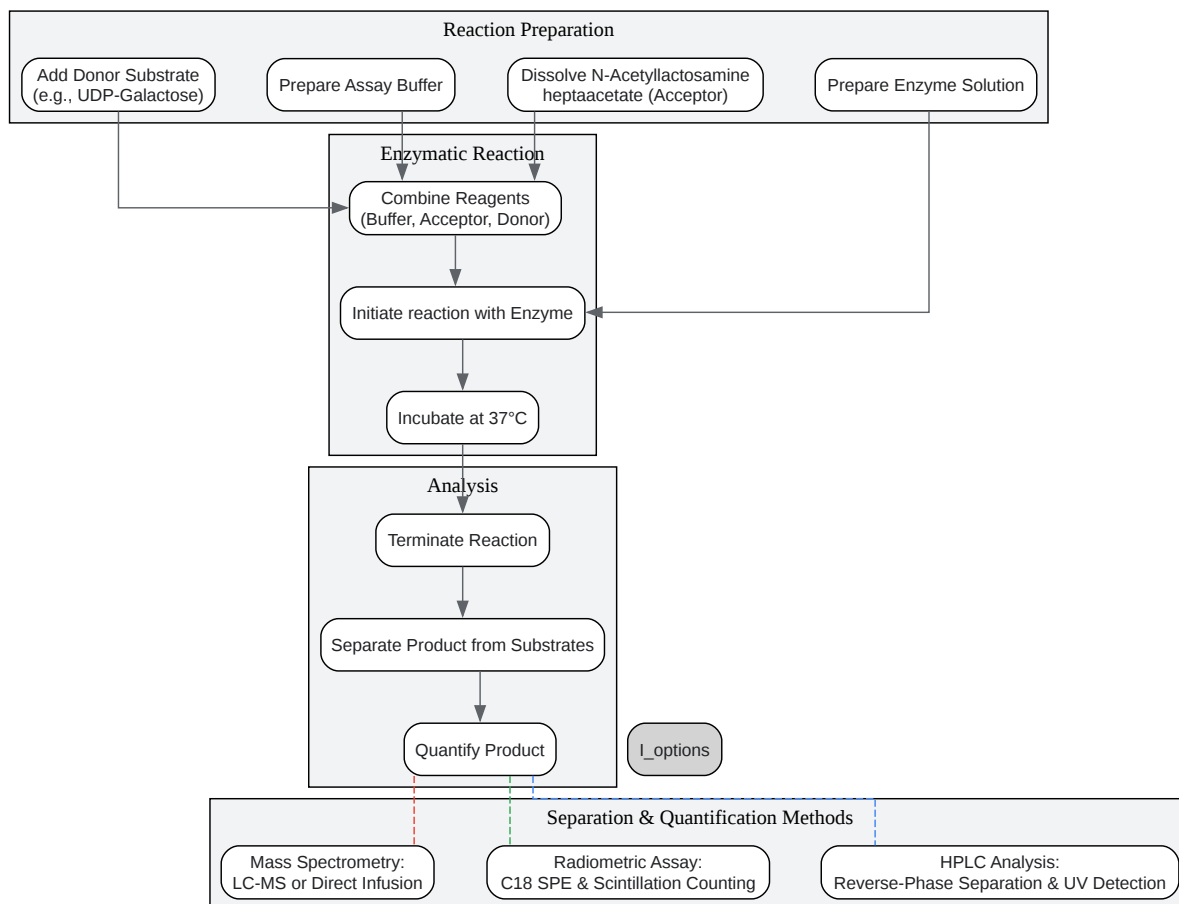 Reaction Preparation
Add Donor Substrate
(e.g., UDP-Galactose)
Prepare Assay Buffer
Dissolve N-Acetyllactosamine
heptaacetate (Acceptor)
Prepare Enzyme Solution
Enzymatic Reaction
Combine Reagents
(Buffer, Acceptor, Donor)
Initiate reaction with Enzyme
Incubate at 37°C
Analysis
Terminate Reaction
Separate Product from Substrates
Quantify Product
I_options
Separation & Quantification Methods
Mass Spectrometry:
LC-MS or Direct Infusion
Radiometric Assay:
C18 SPE & Scintillation Counting
HPLC Analysis:
Reverse-Phase Separation & UV Detection